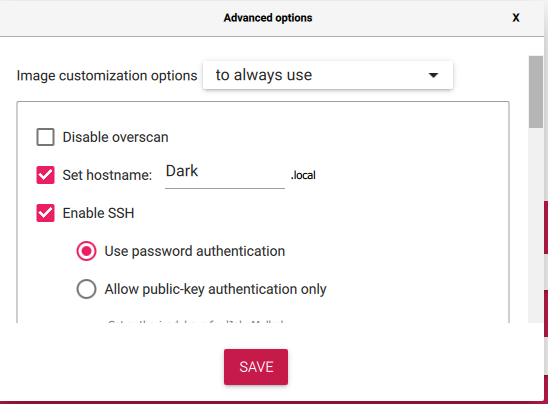 Advanced options
X
Image customization options to always use
Disable overscan
Set hostname: Dark .local
Enable SSH
Use password authentication
Allow public-key authentication only
SAVE